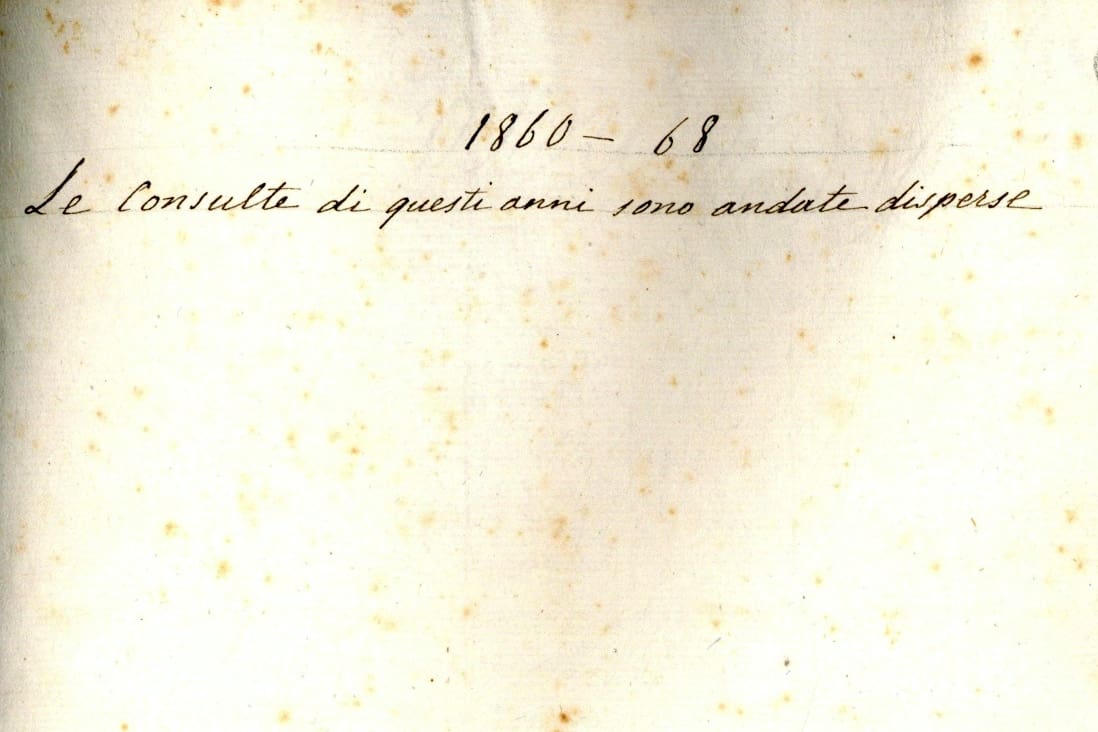 1860 – 68
Le Consulte di questi anni sono andate disperse